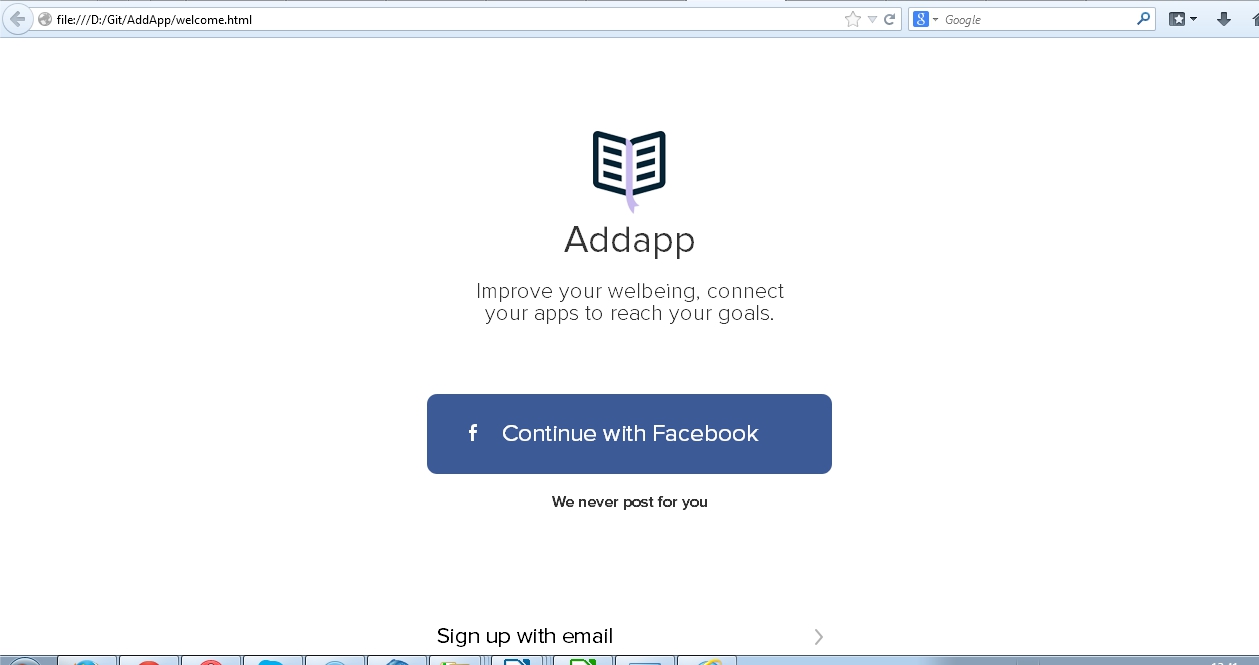 file:///D:/Git/AddApp/welcome.html
8 Google
Addapp
Improve your welbeing, connect
your apps to reach your goals.
f Continue with Facebook
We never post for you
Sign up with email